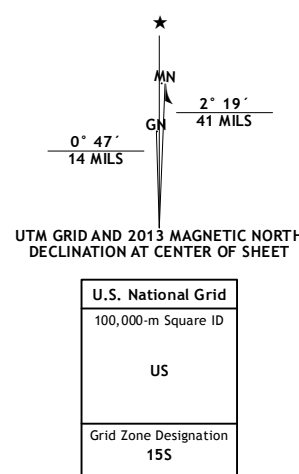 MN
GN
2° 19´
41 MILS
0° 47´
14 MILS
UTM GRID AND 2013 MAGNETIC NORTH
DECLINATION AT CENTER OF SHEET
U.S. National Grid
100,000-m Square ID
US
Grid Zone Designation
15S